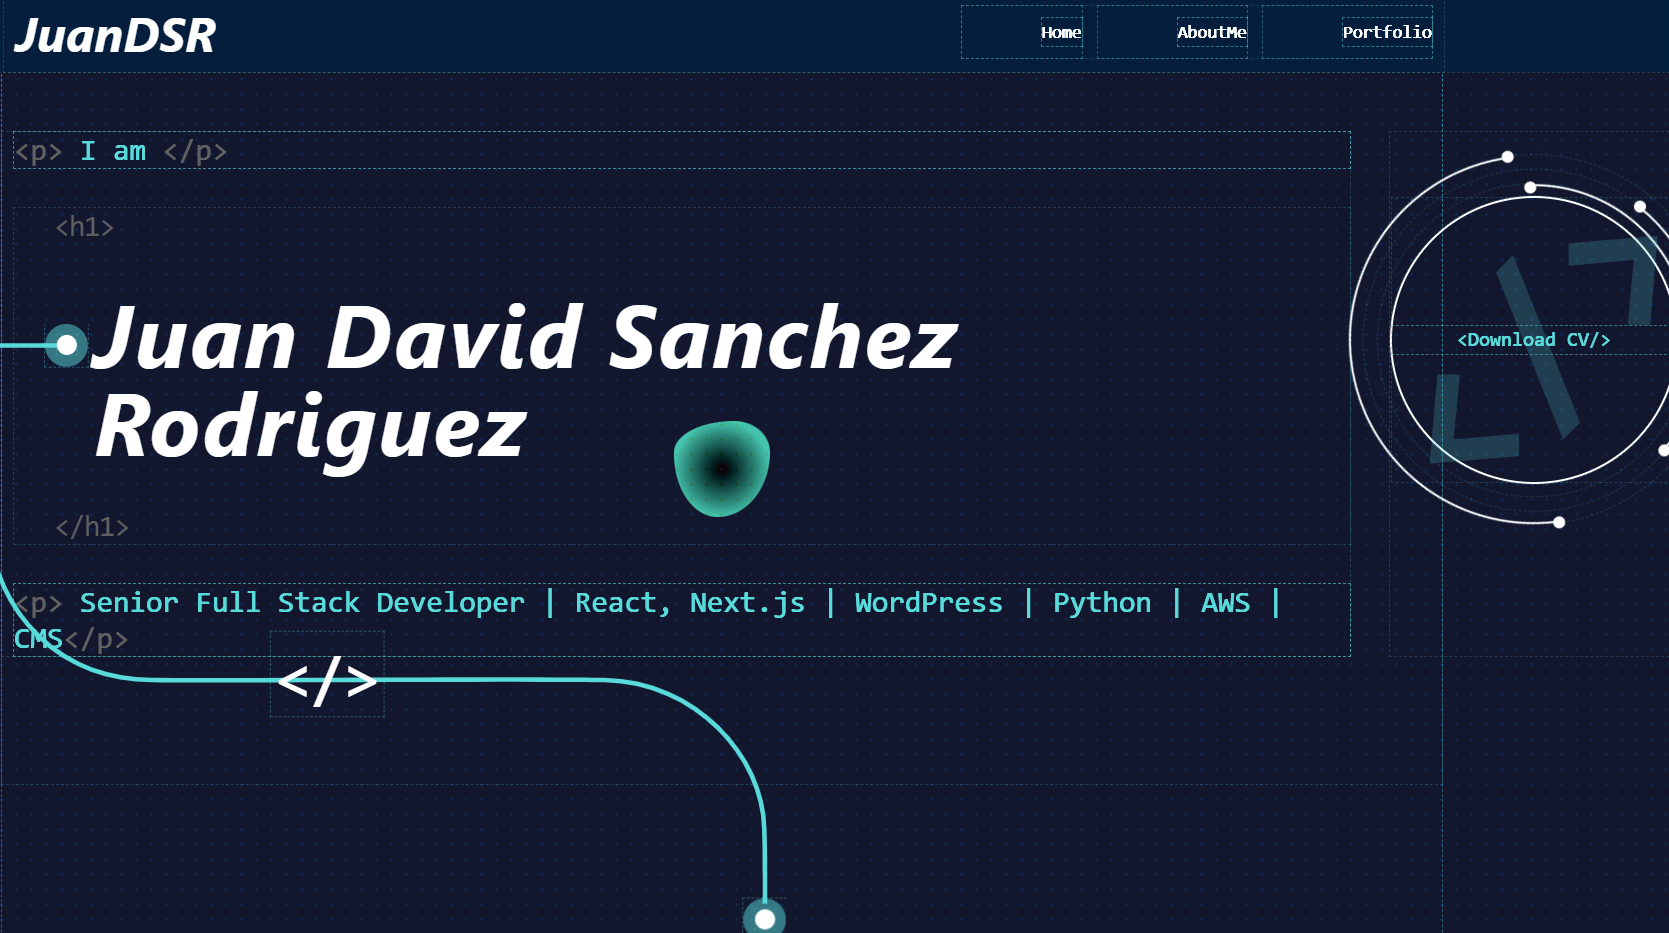 JuanDSR
Home AboutMe Portfolio
<p> I am </p>
<h1>
Juan David Sanchez
Rodriguez
</h1>
<Download CV/>
<p> Senior Full Stack Developer | React, Next.js | WordPress | Python | AWS |
CMS</p>
</>